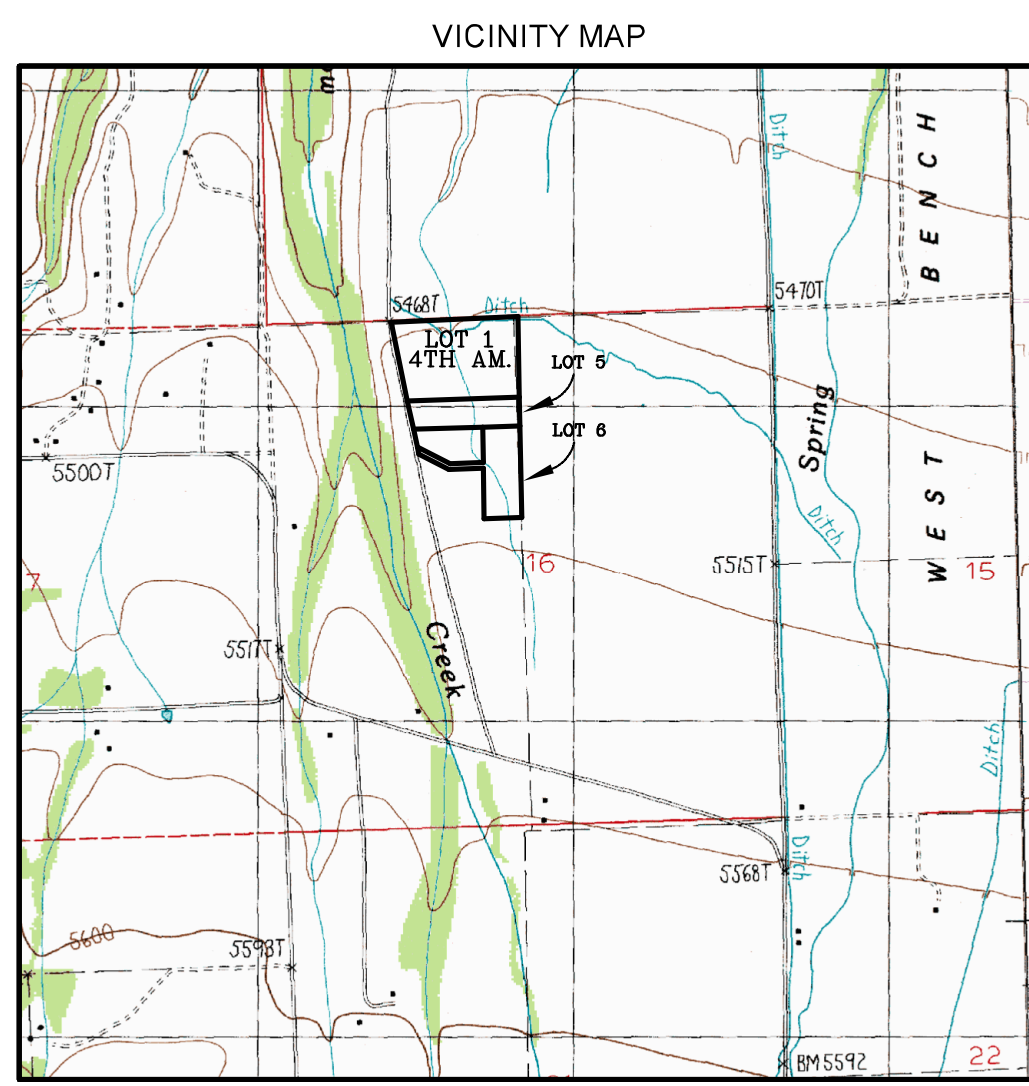 VICINITY MAP
m
Ditch
BENCH
5468T
Ditch
5470T
LOT 1
4TH AM.
LOT 5
LOT 6
Spring
5500T
WEST
Ditch
16
5515T
15
7
Creek
5517T
Ditch
Ditch
5568T
5600
5593T
BM 5592
22